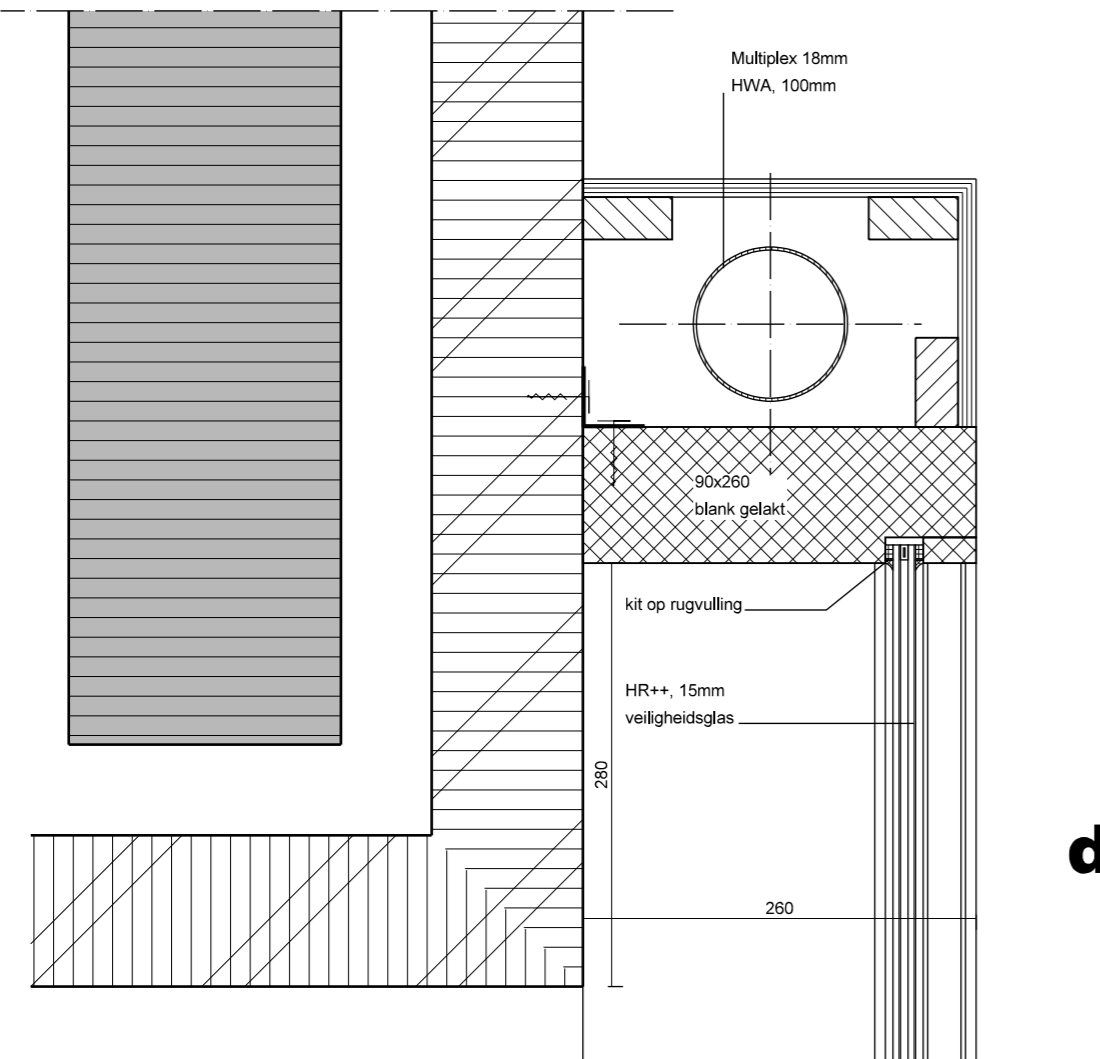 Multiplex 18mm
HWA, 100mm
90x260
blank gelakt
kit op rugvulling
HR++, 15mm
veiligheidsglas
280
260
d